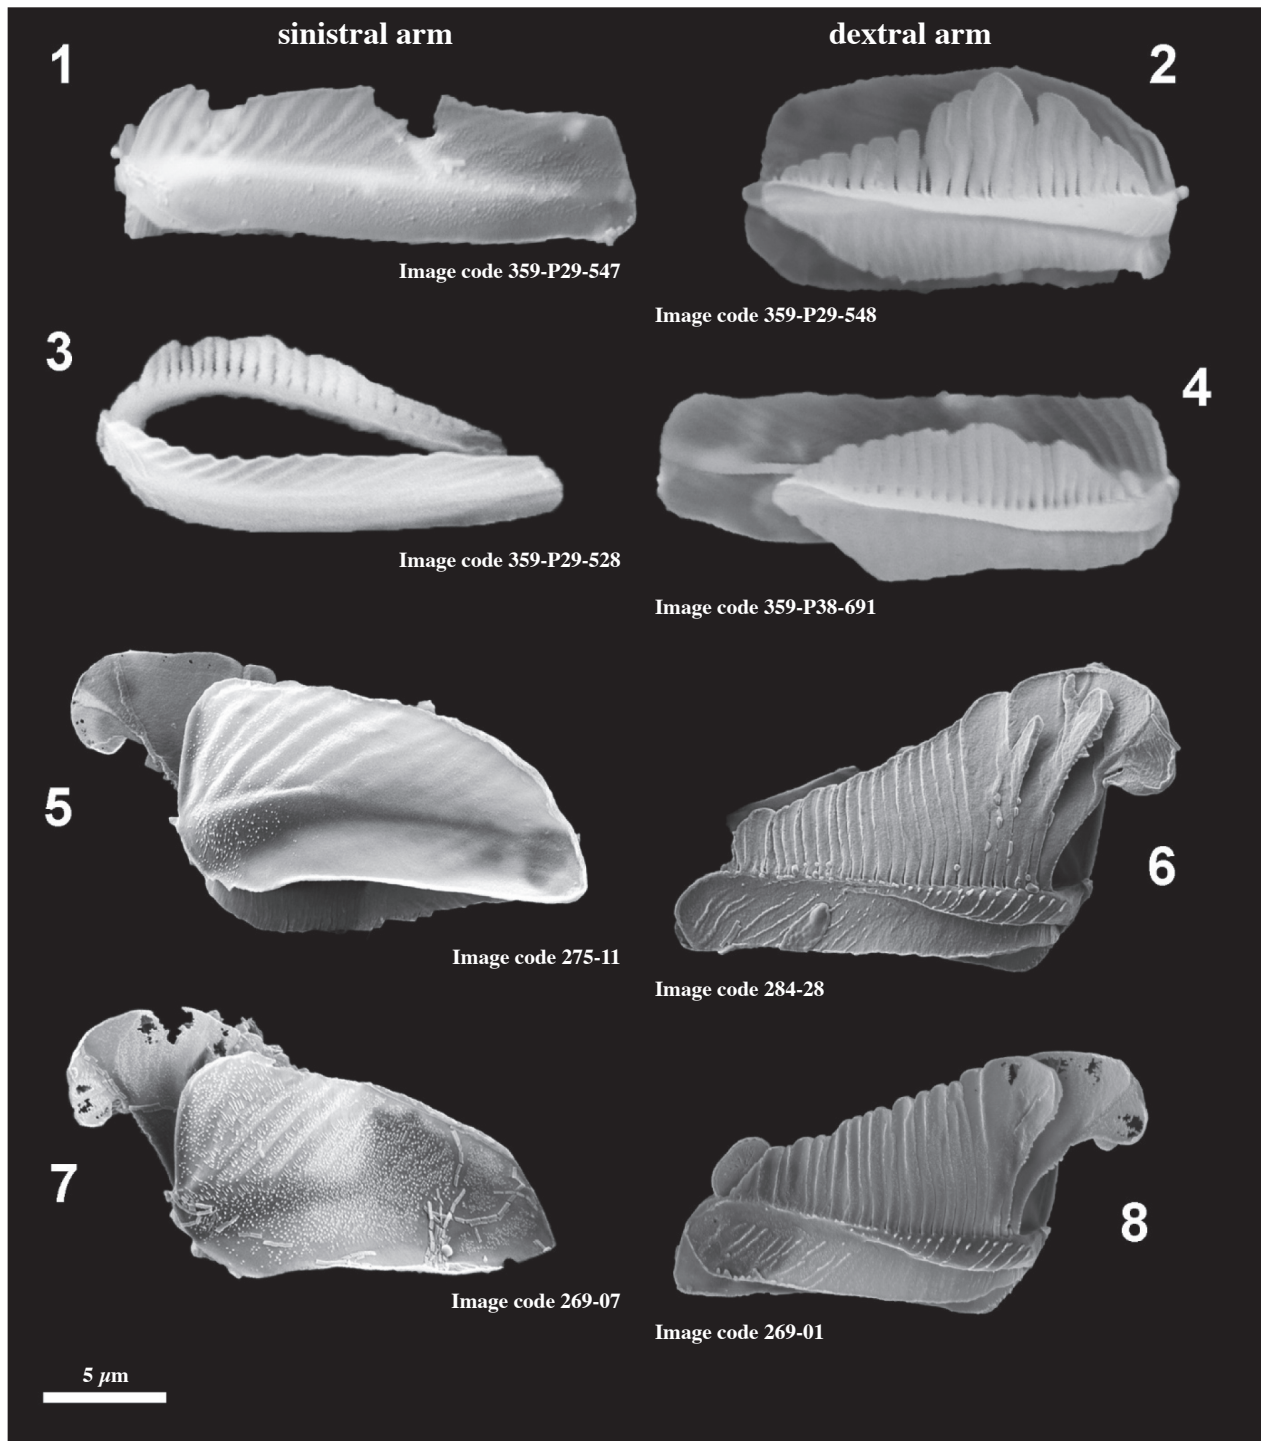 sinistral arm
dextral arm
1
2
Image code 359-P29-547
Image code 359-P29-548
3
4
Image code 359-P29-528
Image code 359-P38-691
5
6
Image code 275-11
Image code 284-28
7
8
Image code 269-07
Image code 269-01
5 µm